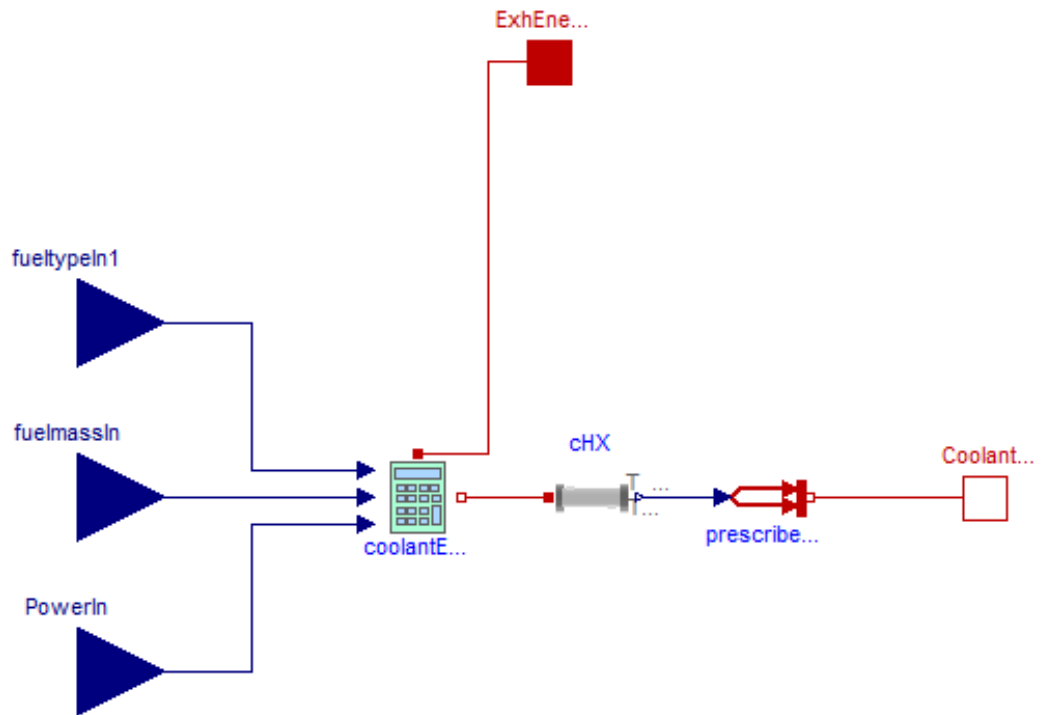 ExhEne...
fueltypeIn1
fuelmassIn
cHX
T ...
T...
Coolant...
coolantE...
prescribe...
PowerIn